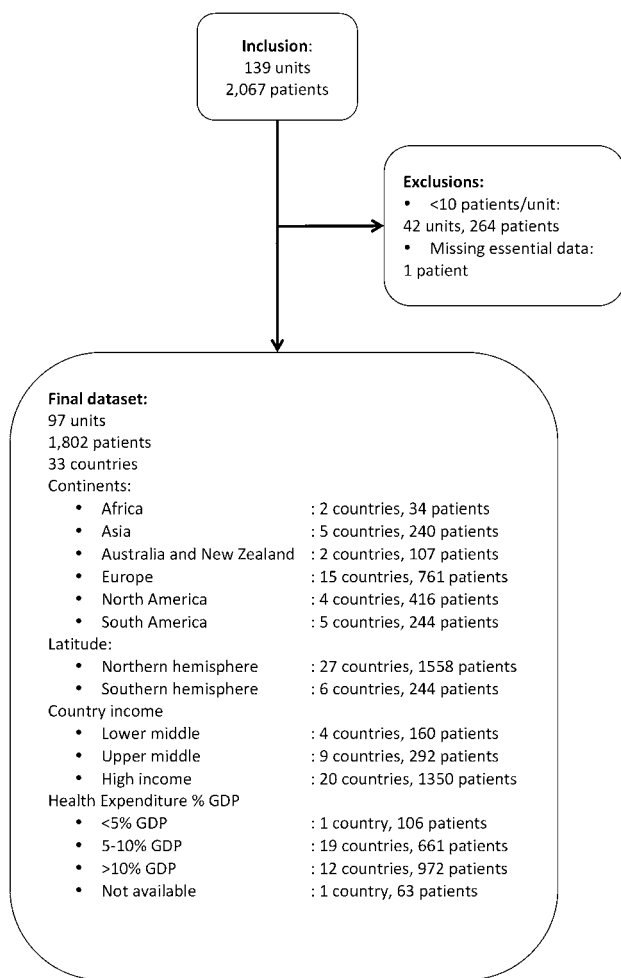 Inclusion:
139 units
2,067 patients
Exclusions:
• <10 patients/unit:
42 units, 264 patients
• Missing essential data:
1 patient
Final dataset:
97 units
1,802 patients
33 countries
Continents:
• Africa : 2 countries, 34 patients
• Asia : 5 countries, 240 patients
• Australia and New Zealand : 2 countries, 107 patients
• Europe : 15 countries, 761 patients
• North America : 4 countries, 416 patients
• South America : 5 countries, 244 patients
Latitude:
• Northern hemisphere : 27 countries, 1558 patients
• Southern hemisphere : 6 countries, 244 patients
Country income
• Lower middle : 4 countries, 160 patients
• Upper middle : 9 countries, 292 patients
• High income : 20 countries, 1350 patients
Health Expenditure % GDP
• <5% GDP : 1 country, 106 patients
• 5-10% GDP : 19 countries, 661 patients
• >10% GDP : 12 countries, 972 patients
• Not available : 1 country, 63 patients